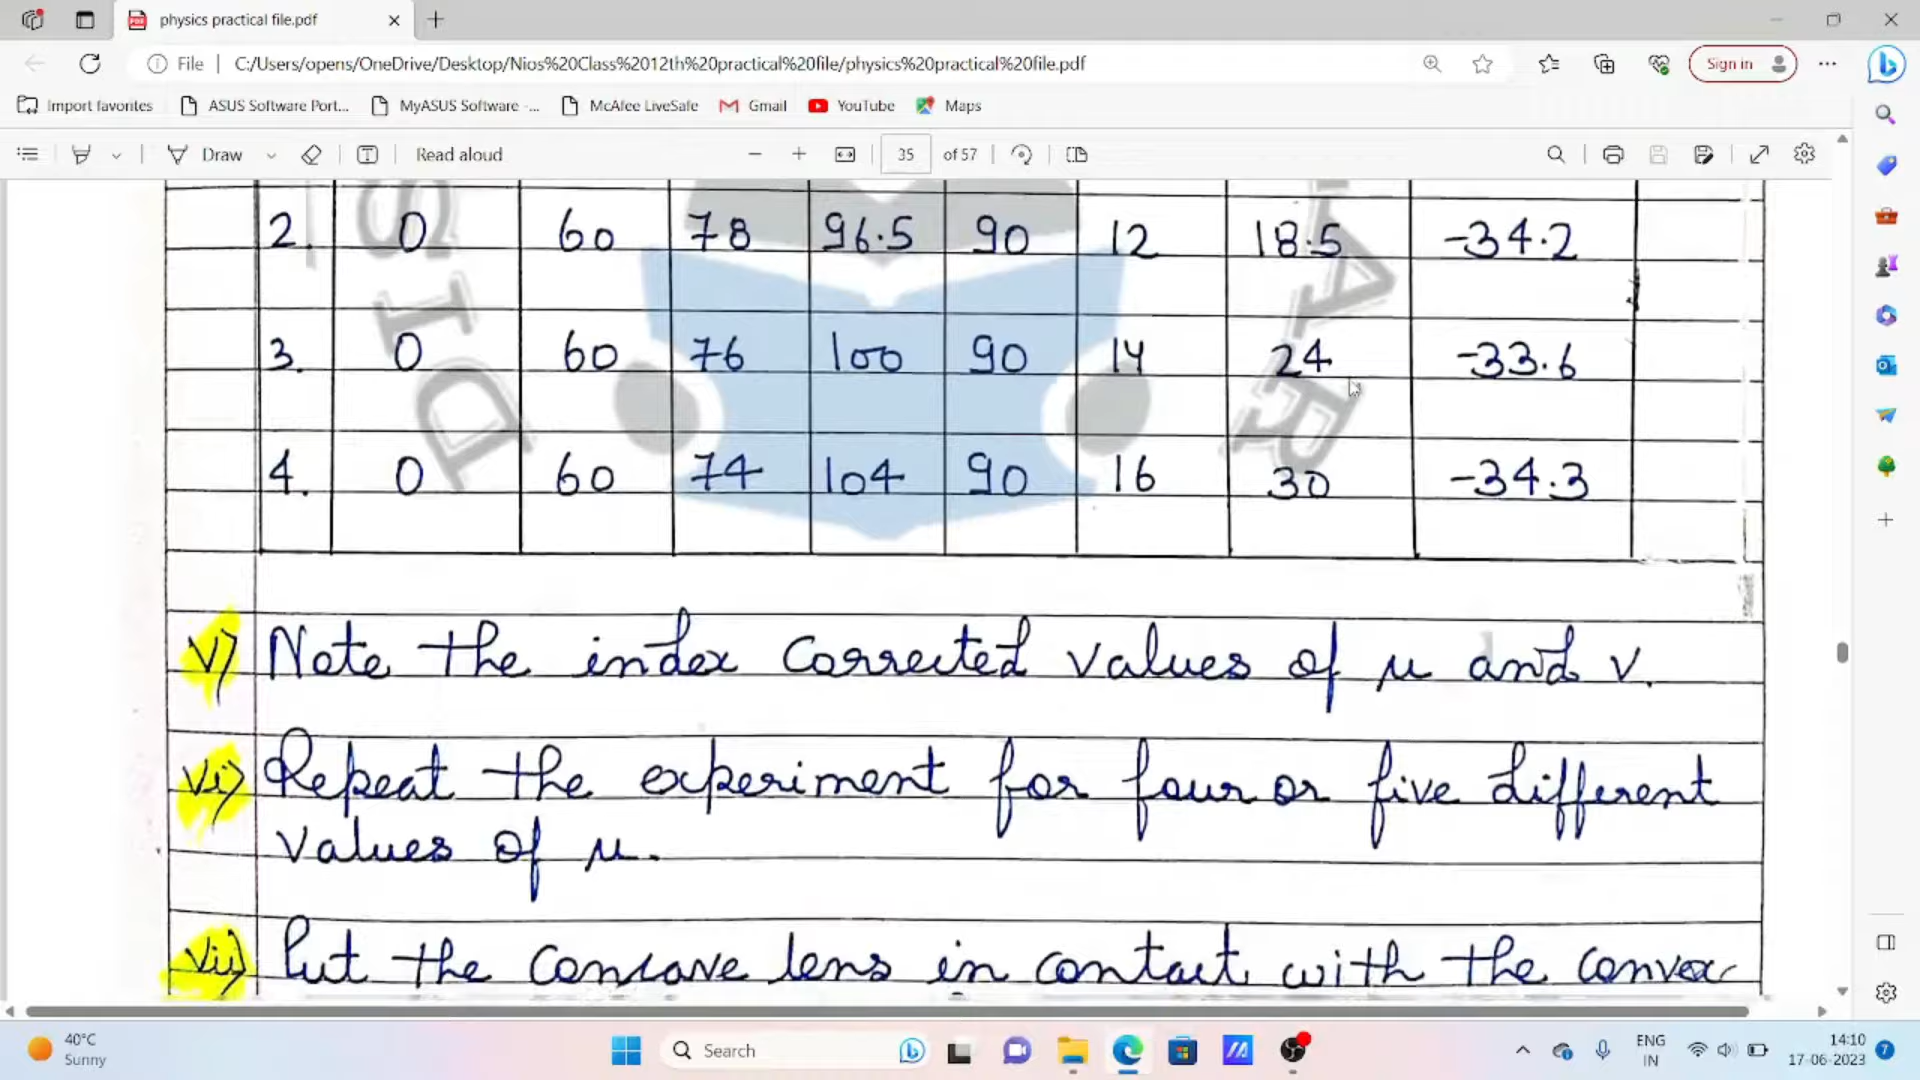 physics practical file.pdf
File C:/Users/opens/OneDrive/Desktop/Nios%20Class%2012th%20practical%20file/physics%20practical%20file.pdf Sign in
Import favorites ASUS Software Port... MyASUS Software -... McAfee LiveSafe Gmail YouTube Maps
Draw Read aloud 35 of 57
2. 0 60 78 96.5 90 12 18.5 -34.2
3. 0 60 76 100 90 14 24 -33.6
4. 0 60 74 104 90 16 30 -34.3
v) Note the index corrected values of μ and v.
vi) Repeat the experiment for four or five different
values of μ.
vii) Put the concave lens in contact with the convex
40°C
Sunny
Search
ENG
IN
14:10
17-06-2023
7